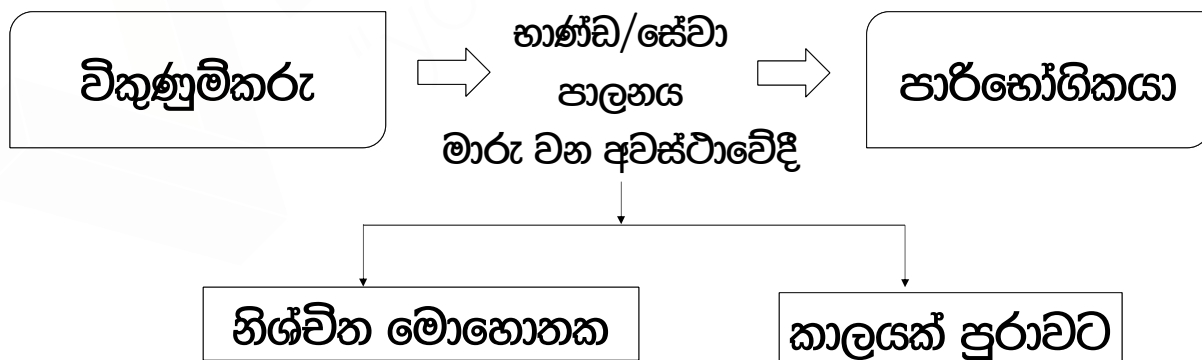 විකුණුම්කරු
භාණ්ඩ/සේවා
පාලනය
මාරු වන අවස්ථාවේදී
පාරිභෝගිකයා
නිශ්චිත මොහොතක
කාලයක් පුරාවට